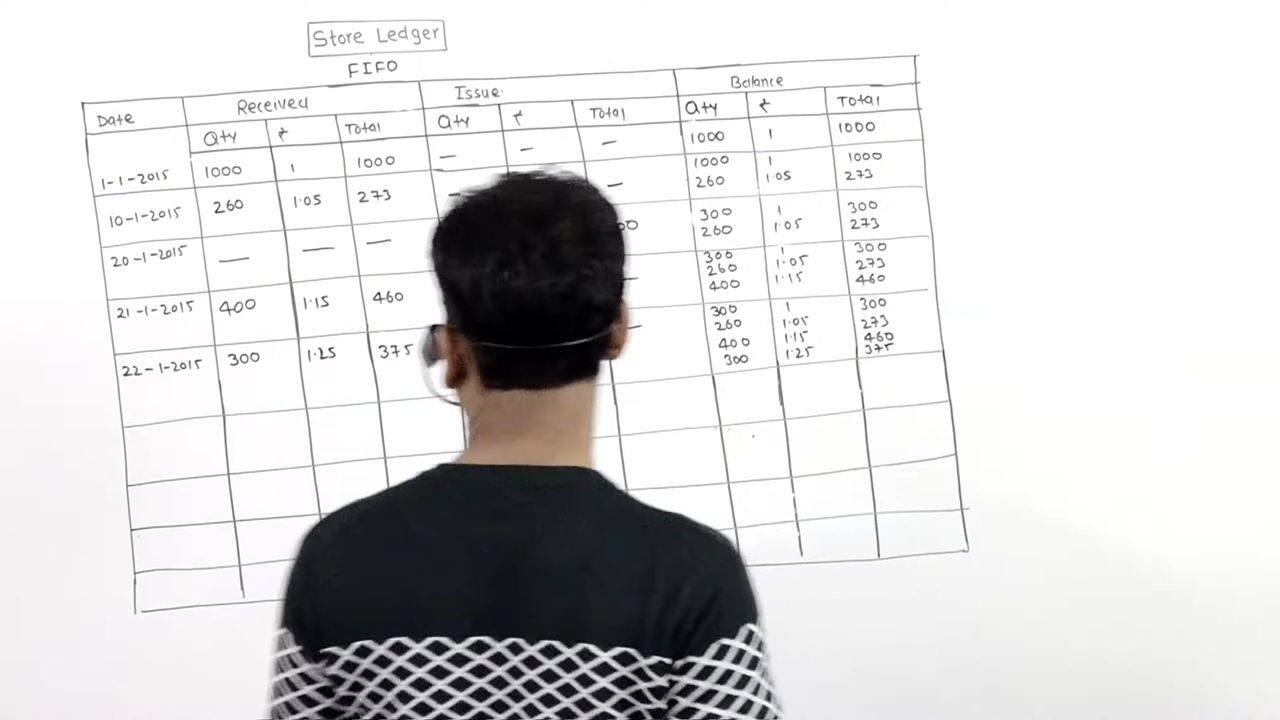 Store Ledger
FIFO
Date Received Issue Balance
Qty ₹ Total Qty ₹ Total Qty ₹ Total
1-1-2015 1000 1 1000 — — — 1000 1 1000
10-1-2015 260 1.05 273 — — 1000 1 1000
260 1.05 273
20-1-2015 — — — 300 1 300
260 1.05 273
21-1-2015 400 1.15 460 — 300 1 300
260 1.05 273
400 1.15 460
22-1-2015 300 1.25 375 — 300 1 300
260 1.05 273
400 1.15 460
300 1.25 375